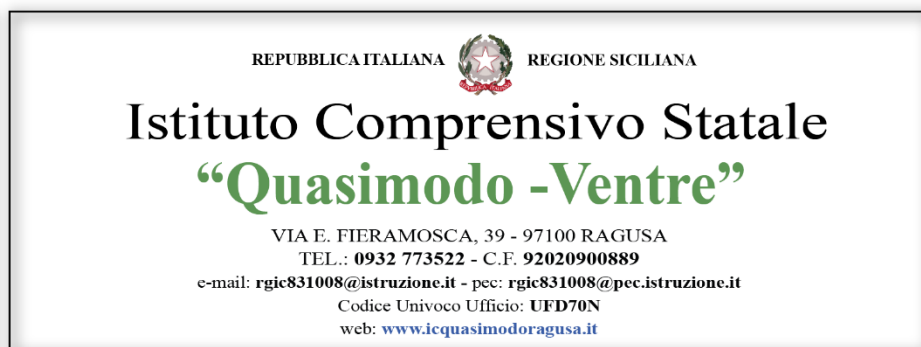 REPUBBLICA ITALIANA REGIONE SICILIANA
Istituto Comprensivo Statale
“Quasimodo -Ventre”
VIA E. FIERAMOSCA, 39 - 97100 RAGUSA
TEL.: 0932 773522 - C.F. 92020900889
e-mail: rgic831008@istruzione.it - pec: rgic831008@pec.istruzione.it
Codice Univoco Ufficio: UFD70N
web: www.icquasimodoragusa.it